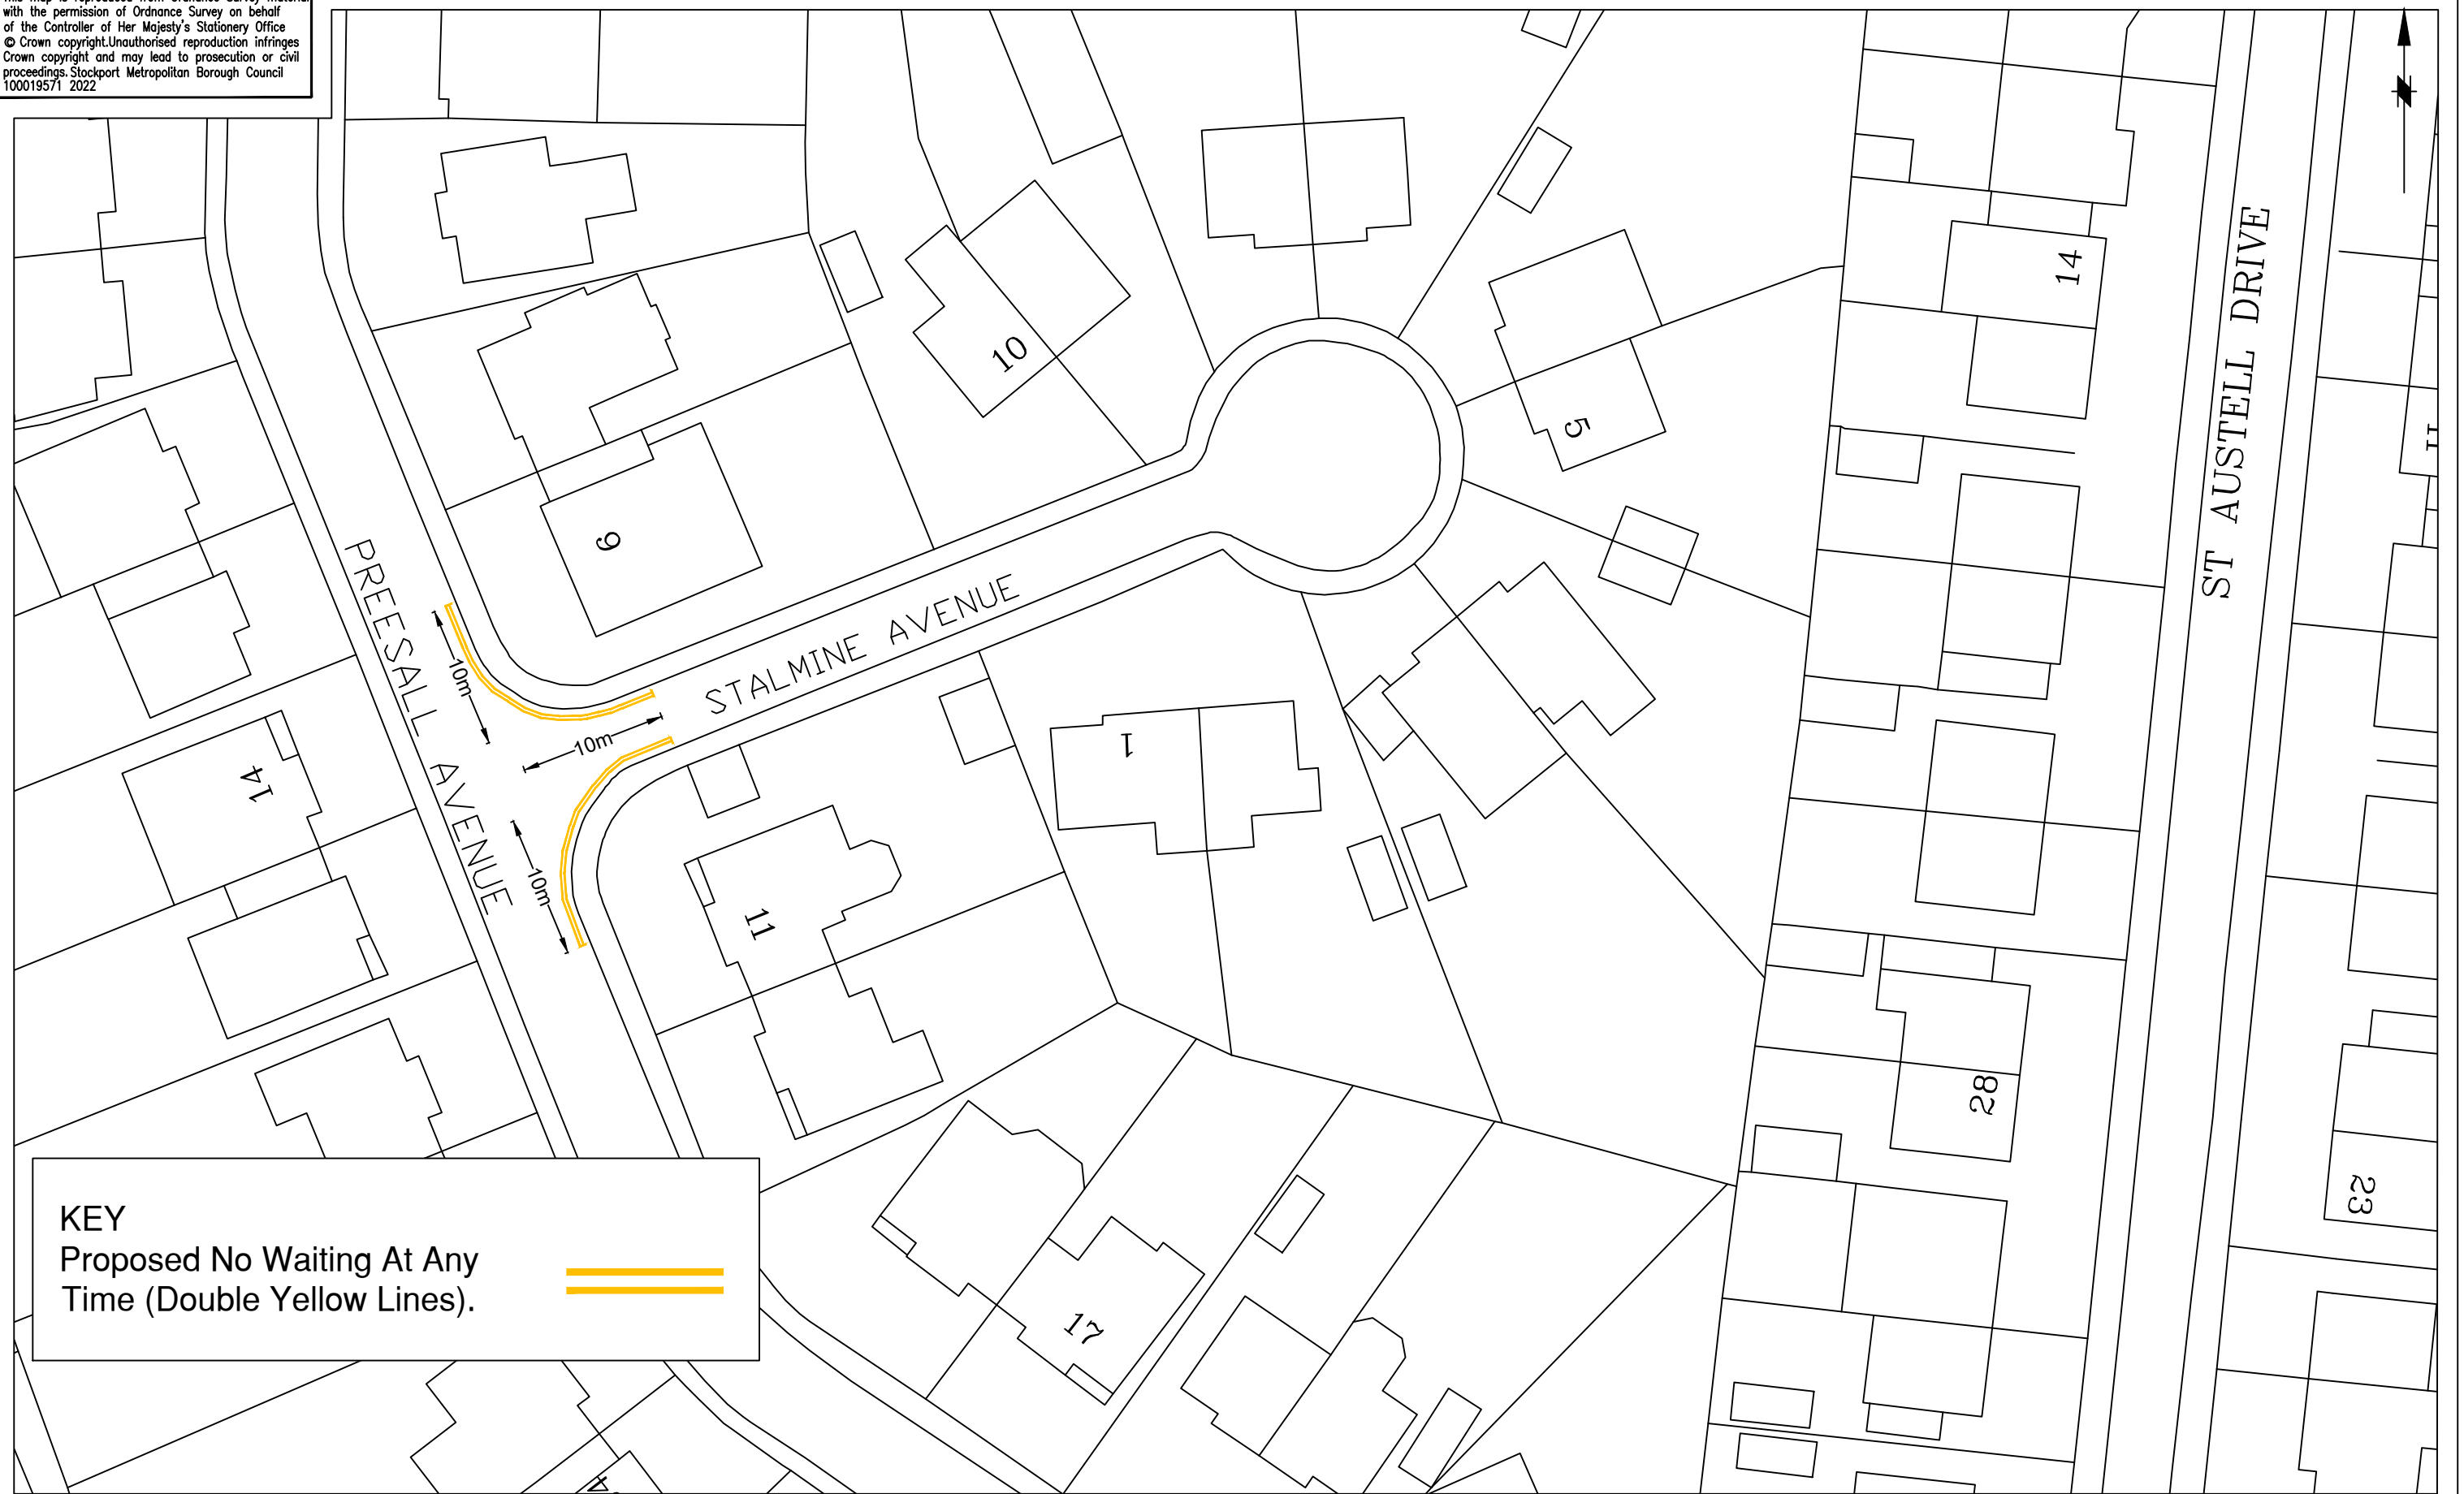 with the permission of Ordnance Survey on behalf
of the Controller of Her Majesty's Stationery Office
© Crown copyright.Unauthorised reproduction infringes
Crown copyright and may lead to prosecution or civil
proceedings. Stockport Metropolitan Borough Council
100019571 2022
14
ST AUSTELL DRIVE
10
5
9
PREESALL AVENUE
STALMINE AVENUE
10m
10m
10m
14
1
11
28
23
17
KEY
Proposed No Waiting At Any
Time (Double Yellow Lines).